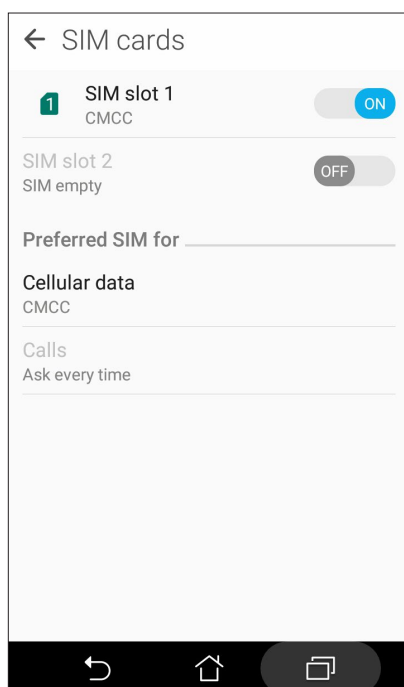 SIM cards
1
SIM slot 1
CMCC
ON
SIM slot 2
SIM empty
OFF
Preferred SIM for
Cellular data
CMCC
Calls
Ask every time